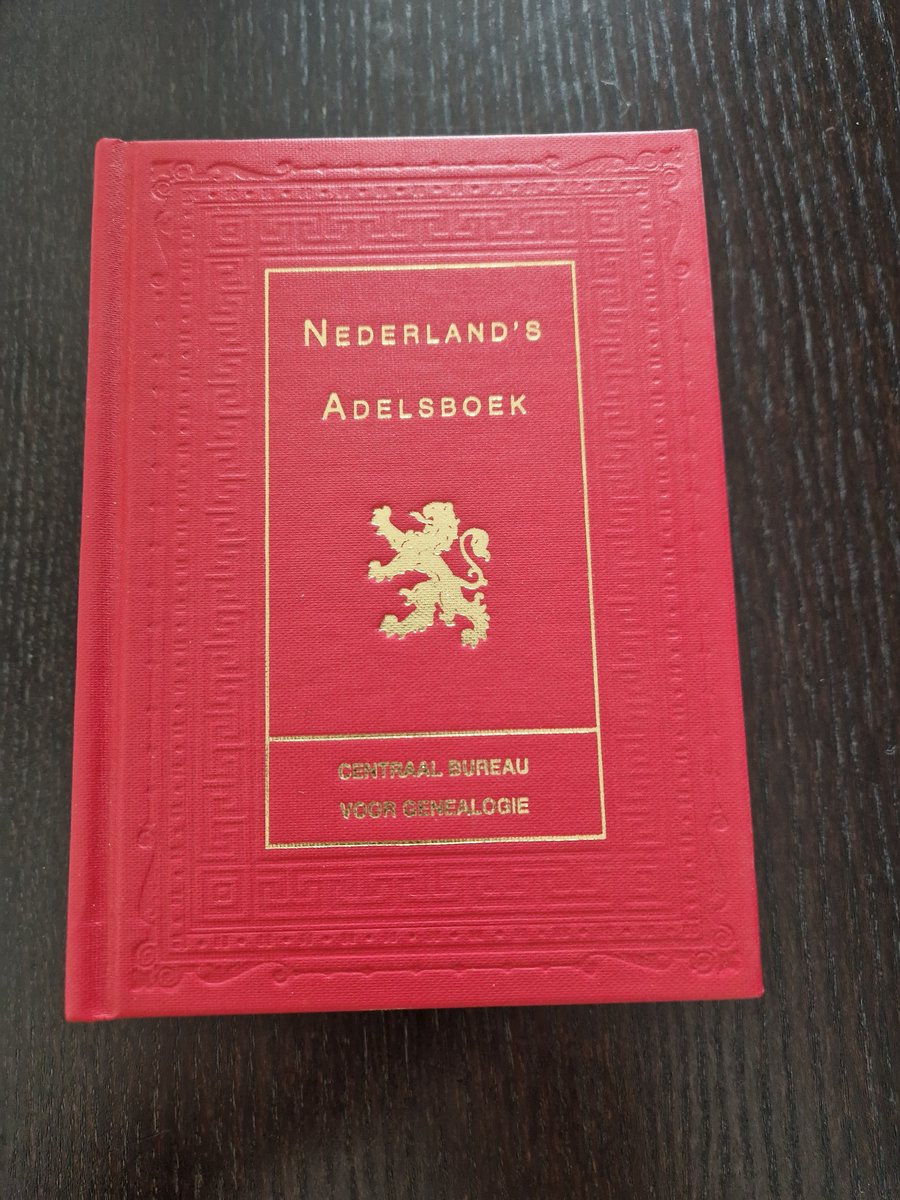 NEDERLAND'S
ADELSBOEK
CENTRAAL BUREAU
VOOR GENEALOGIE